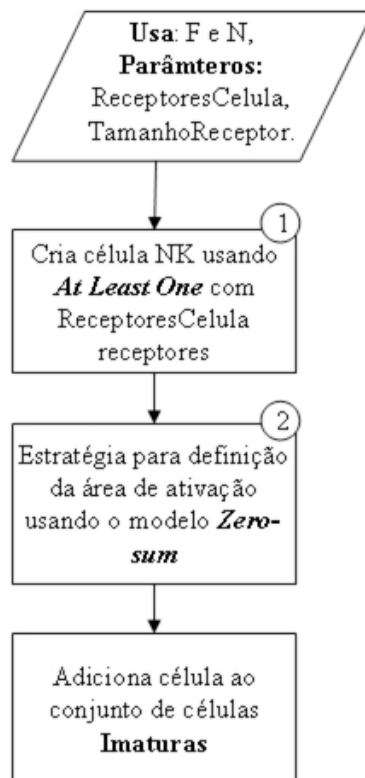 Usa: F e N,
Parâmteros:
ReceptoresCelula,
TamanhoReceptor.
1
Cria célula NK usando
At Least One com
ReceptoresCelula
receptores
2
Estratégia para definição
da área de ativação
usando o modelo Zero-
sum
Adiciona célula ao
conjunto de células
Imaturas